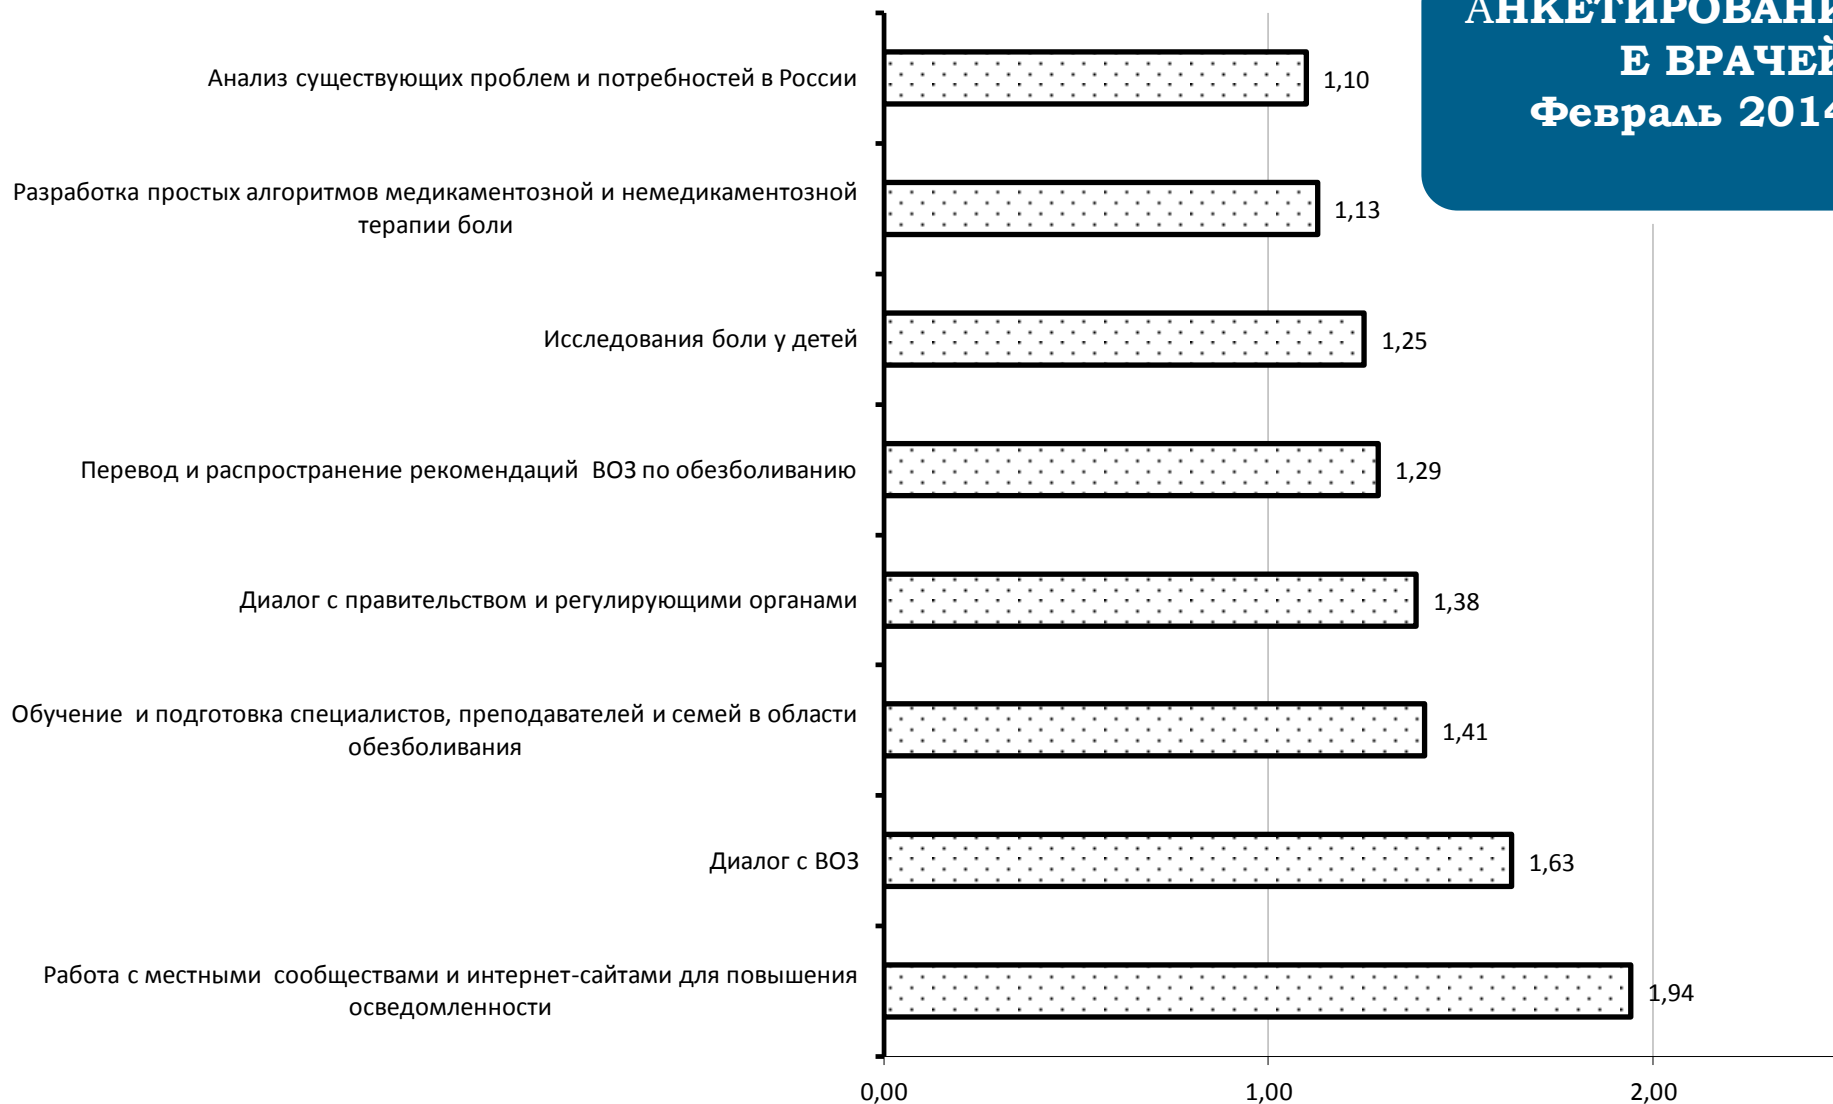 АНКЕТИРОВАНИ
Е ВРАЧЕЙ
Февраль 2014
Анализ существующих проблем и потребностей в России
1,10
Разработка простых алгоритмов медикаментозной и немедикаментозной
терапии боли
1,13
Исследования боли у детей
1,25
Перевод и распространение рекомендаций ВОЗ по обезболиванию
1,29
Диалог с правительством и регулирующими органами
1,38
Обучение и подготовка специалистов, преподавателей и семей в области
обезболивания
1,41
Диалог с ВОЗ
1,63
Работа с местными сообществами и интернет-сайтами для повышения
осведомленности
1,94
0,00 1,00 2,00